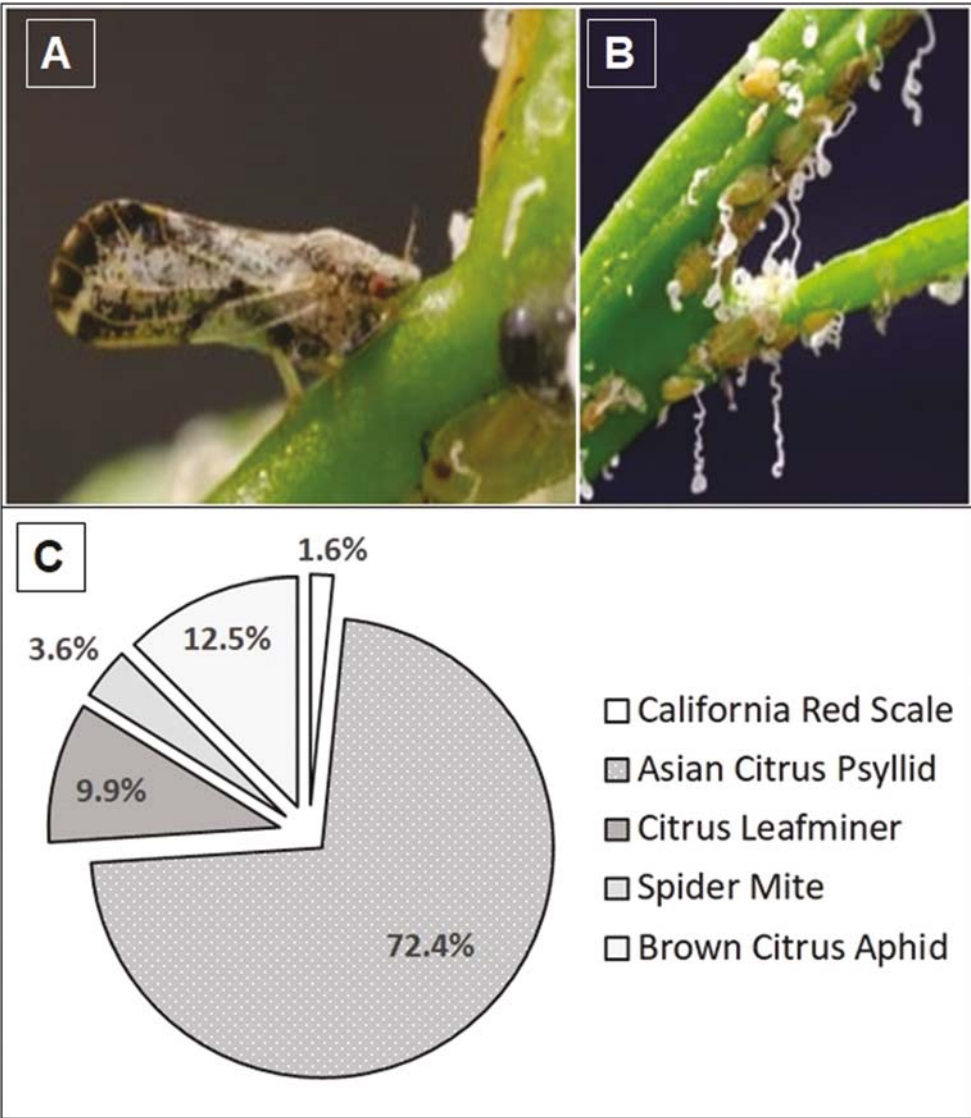 A
B
C
1.6%
12.5%
3.6%
9.9%
72.4%
California Red Scale
Asian Citrus Psyllid
Citrus Leafminer
Spider Mite
Brown Citrus Aphid